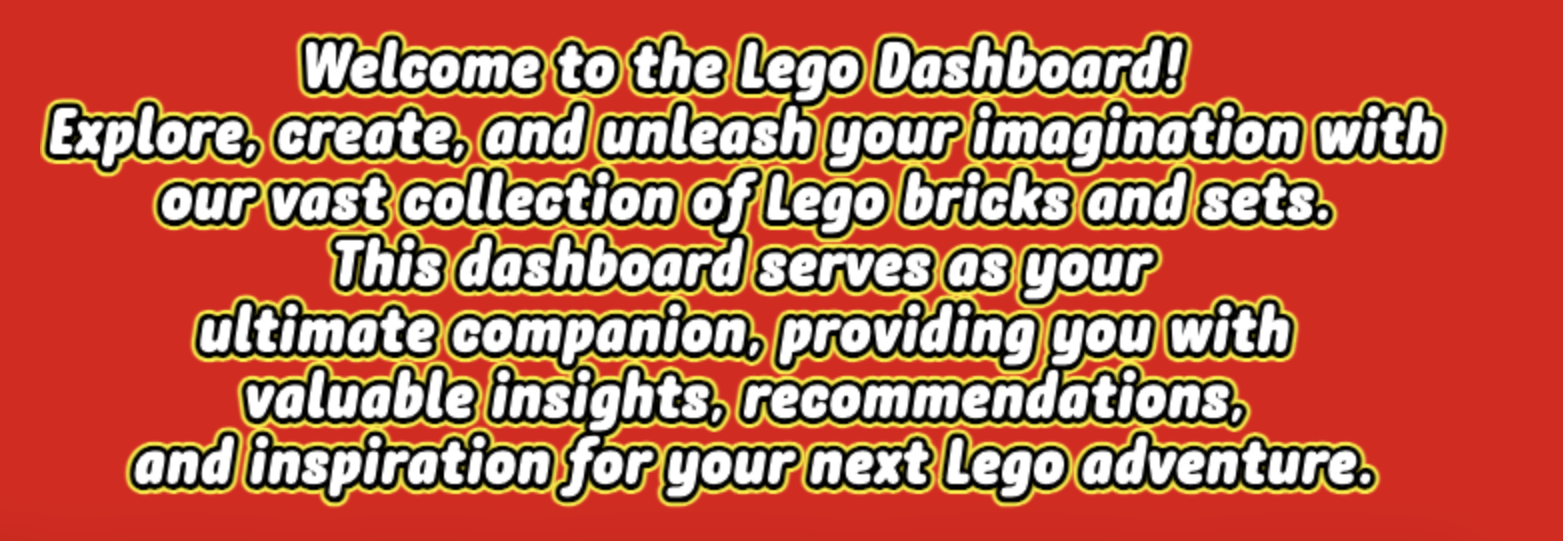 Welcome to the Lego Dashboard!
Explore, create, and unleash your imagination with
our vast collection of Lego bricks and sets.
This dashboard serves as your
ultimate companion, providing you with
valuable insights, recommendations,
and inspiration for your next Lego adventure.